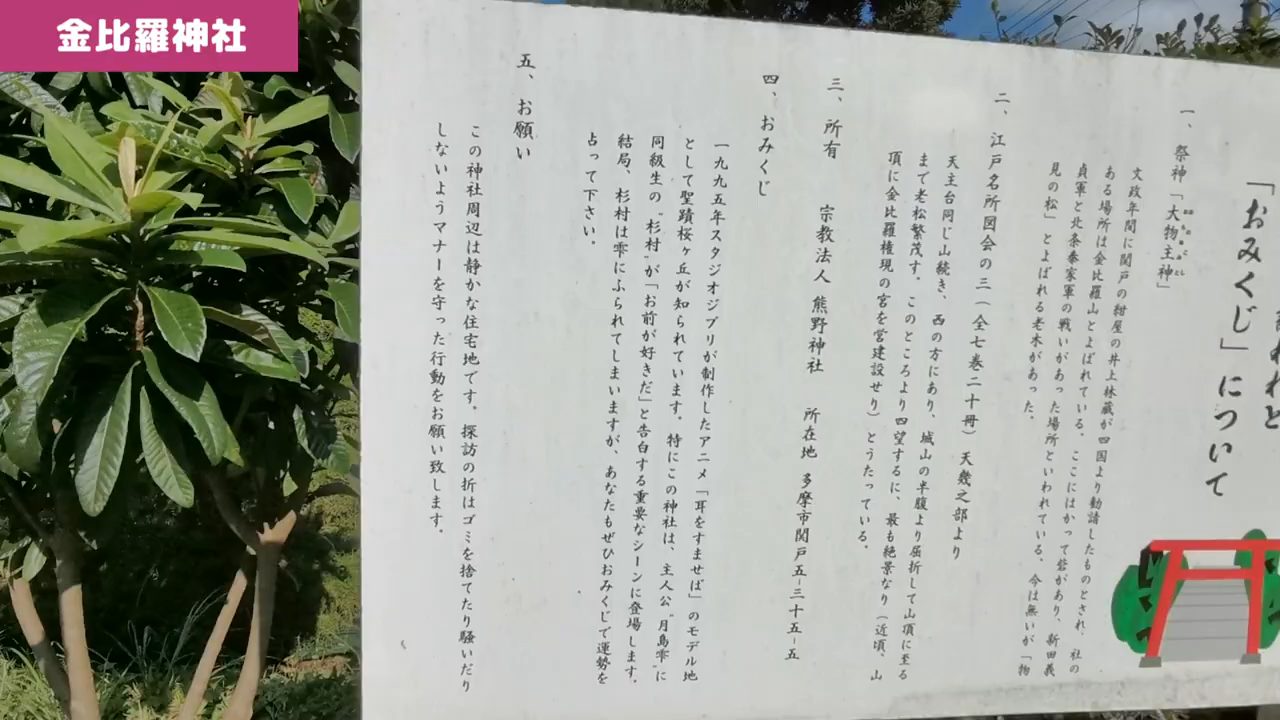 金比羅神社
「おみくじ」について
一、祭神「大物主神」
文政年間に関戸の紺屋の井上林蔵が四国より勧請したものとされ、社の
ある場所は金比羅山とよばれている。ここにはかつて砦があり、新田義
貞軍と北条泰家軍の戦いがあった場所といわれている。今は無いが「物
見の松」とよばれる老木があった。
二、江戸名所図会の三(全七巻二十冊)天幾之部より
天主台同じ山続き、西の方にあり、城山の半腹より屈折して山頂に至る
まで老松繁茂す。このところより四望するに、最も絶景なり(近頃、山
頂に金比羅権現の宮を営建設せり)とうたっている。
三、所有 宗教法人 熊野神社 所在地 多摩市関戸五-三十五-五
四、おみくじ
一九九五年スタジオジブリが制作したアニメ「耳をすませば」のモデル地
として聖蹟桜ヶ丘が知られています。特にこの神社は、主人公"月島雫"に
同級生の"杉村"が「お前が好きだ」と告白する重要なシーンに登場します。
結局、杉村は雫にふられてしまいますが、あなたもぜひおみくじで運勢を
占って下さい。
五、お願い
この神社周辺は静かな住宅地です。探訪の折はゴミを捨てたり騒いだり
しないようマナーを守った行動をお願い致します。